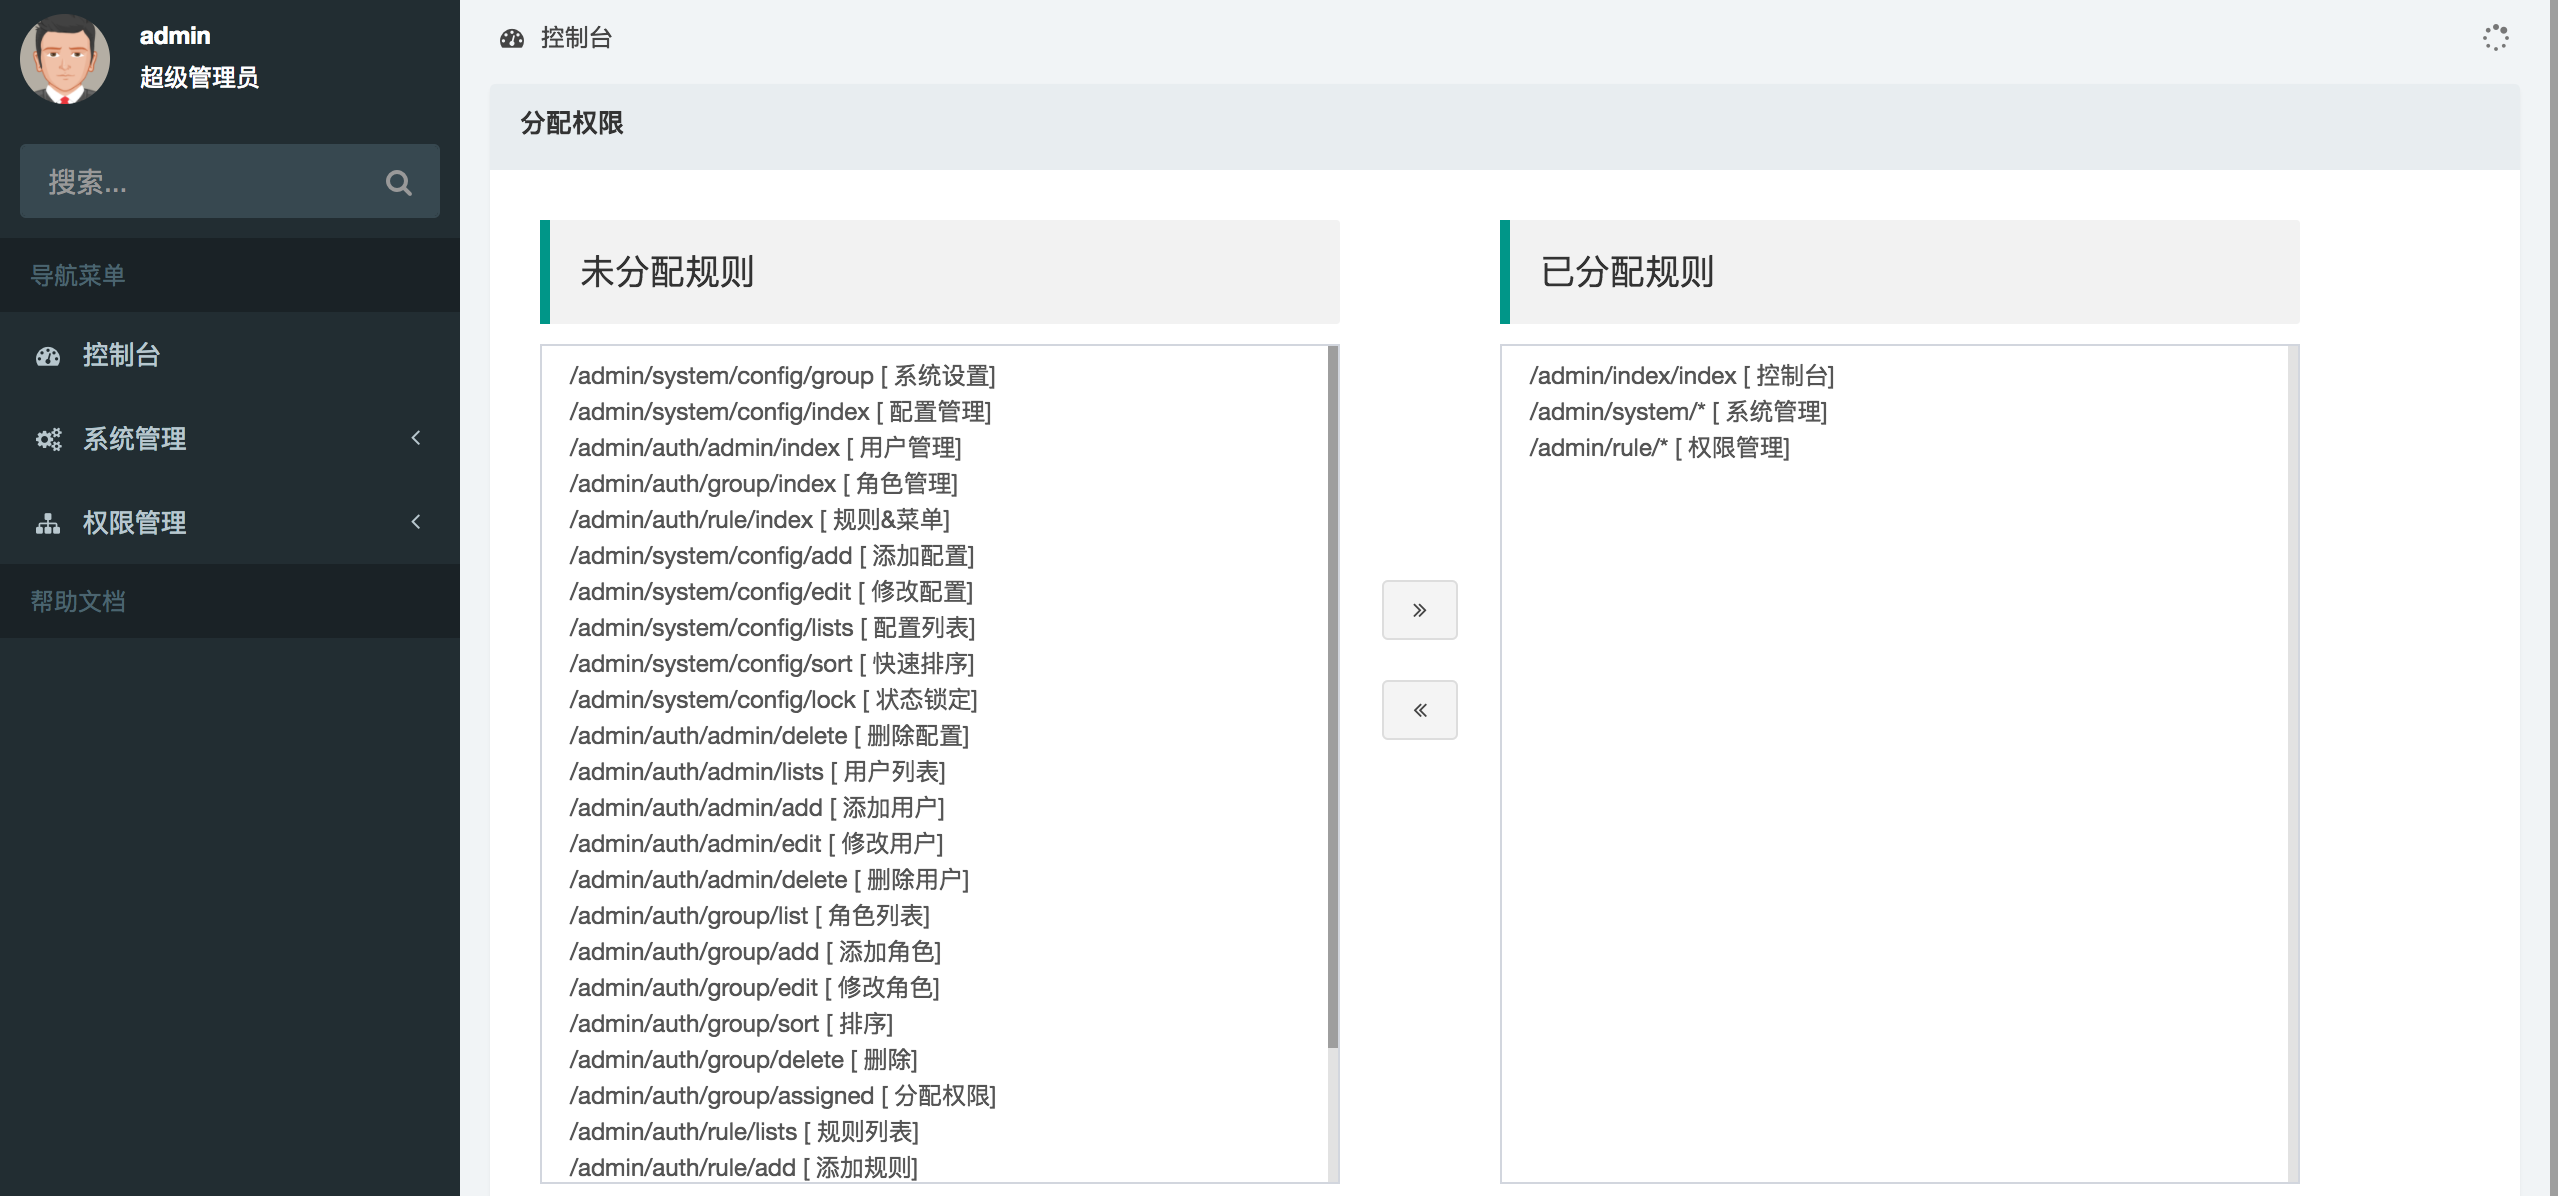 admin
超级管理员
搜索...
导航菜单
控制台
系统管理
权限管理
帮助文档
控制台
分配权限
未分配规则
/admin/system/config/group [ 系统设置]
/admin/system/config/index [ 配置管理]
/admin/auth/admin/index [ 用户管理]
/admin/auth/group/index [ 角色管理]
/admin/auth/rule/index [ 规则&菜单]
/admin/system/config/add [ 添加配置]
/admin/system/config/edit [ 修改配置]
/admin/system/config/lists [ 配置列表]
/admin/system/config/sort [ 快速排序]
/admin/system/config/lock [ 状态锁定]
/admin/auth/admin/delete [ 删除配置]
/admin/auth/admin/lists [ 用户列表]
/admin/auth/admin/add [ 添加用户]
/admin/auth/admin/edit [ 修改用户]
/admin/auth/admin/delete [ 删除用户]
/admin/auth/group/list [ 角色列表]
/admin/auth/group/add [ 添加角色]
/admin/auth/group/edit [ 修改角色]
/admin/auth/group/sort [ 排序]
/admin/auth/group/delete [ 删除]
/admin/auth/group/assigned [ 分配权限]
/admin/auth/rule/lists [ 规则列表]
/admin/auth/rule/add [ 添加规则]
»
«
已分配规则
/admin/index/index [ 控制台]
/admin/system/* [ 系统管理]
/admin/rule/* [ 权限管理]